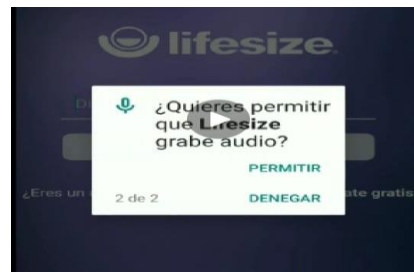 lifesize
¿Quieres permitir
que Lifesize
grabe audio?
PERMITIR
¿Eres un
ate gratis
2 de 2
DENEGAR